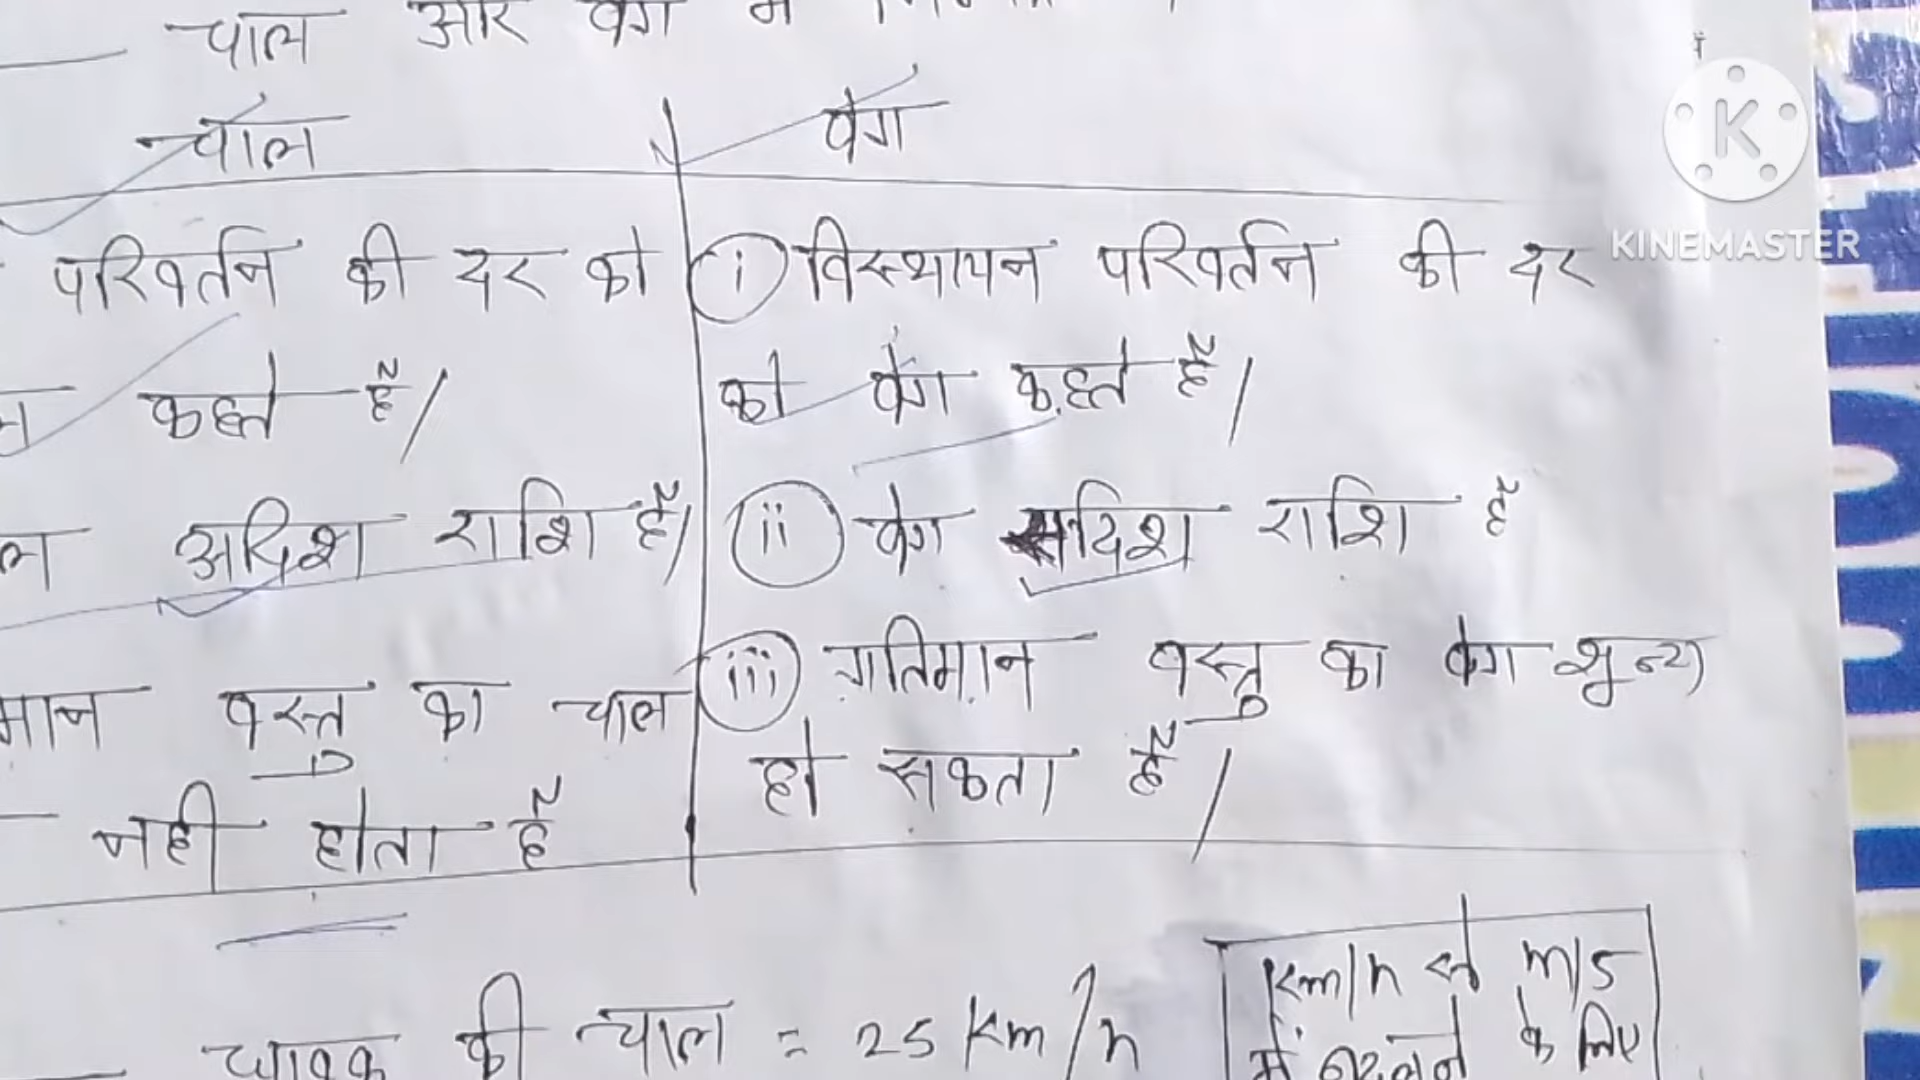 चाल और वेग में
चाल
वेग
परिवर्तन की दर को
कहते है।
अदिश राशि है।
मान वस्तु का चाल
नही होता है
(i) विस्थापन परिवर्तन की दर
को वेग कहते है।
(ii) वेग सदिश राशि है
(iii) गतिमान वस्तु का वेग शून्य
हो सकता है।
चावक की चाल = 25 km/h
km/h से m/s
में बदलने के लिए
KINEMASTER